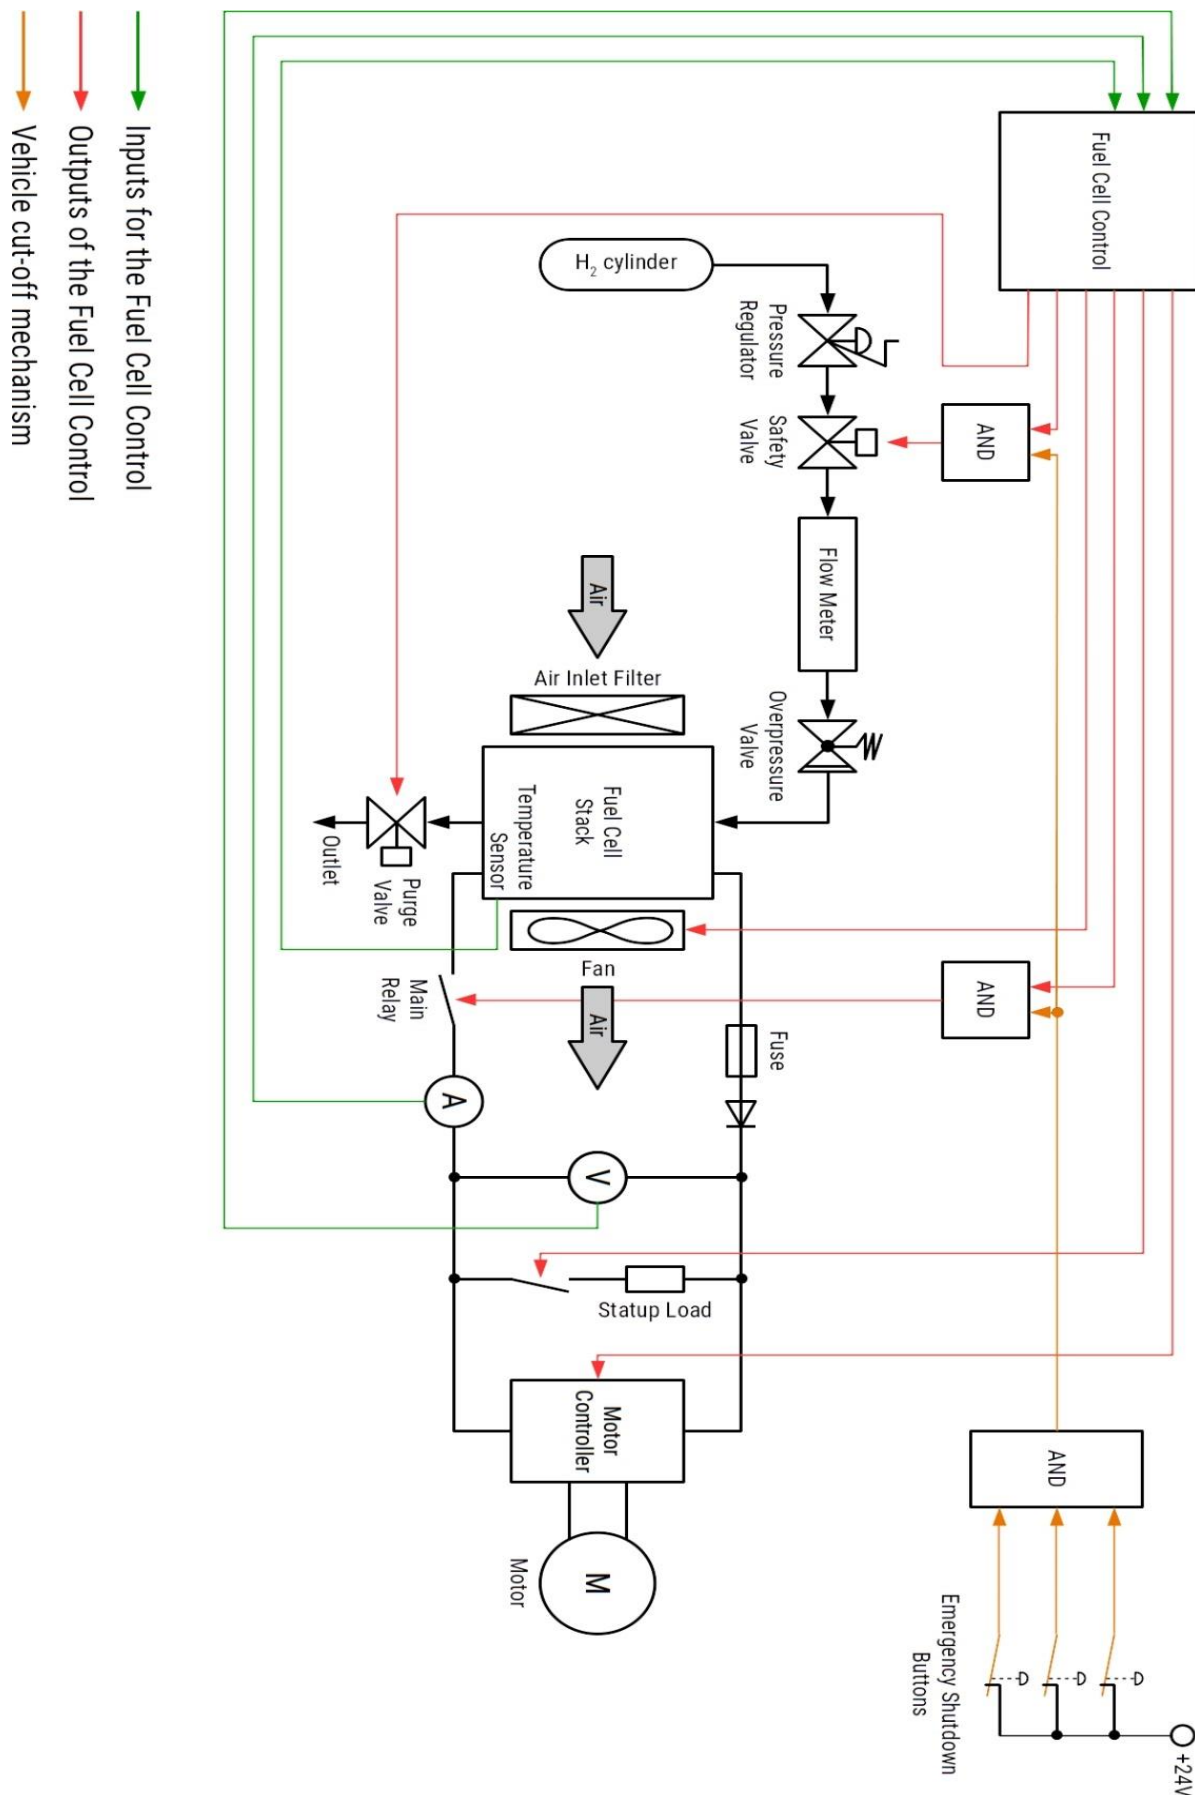 Fuel Cell Control
H₂ cylinder
Pressure
Regulator
Safety
Valve
AND
Flow Meter
Overpressure
Valve
Air
Air Inlet Filter
Fuel Cell
Stack
Temperature
Sensor
Purge
Valve
Outlet
Fan
Air
Main
Relay
AND
Fuse
A
V
Statup Load
Motor
Controller
M
Motor
AND
Emergency Shutdown
Buttons
+24V
Inputs for the Fuel Cell Control
Outputs of the Fuel Cell Control
Vehicle cut-off mechanism